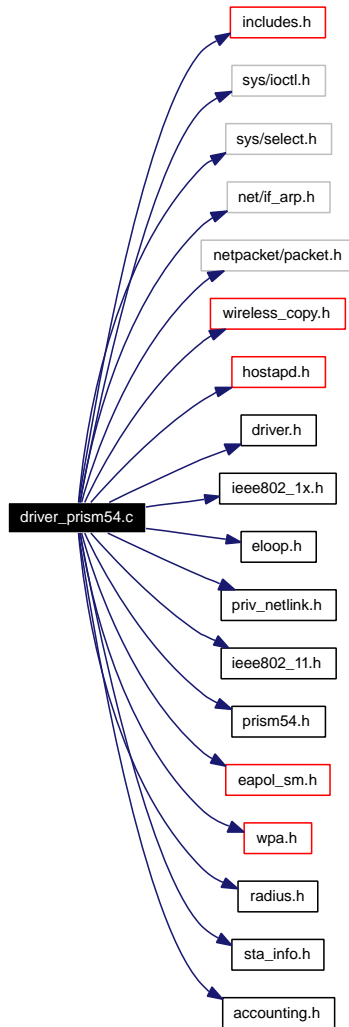 includes.h
sys/ioctl.h
sys/select.h
net/if_arp.h
netpacket/packet.h
wireless_copy.h
hostapd.h
driver.h
driver_prism54.c
ieee802_1x.h
eloop.h
priv_netlink.h
ieee802_11.h
prism54.h
eapol_sm.h
wpa.h
radius.h
sta_info.h
accounting.h